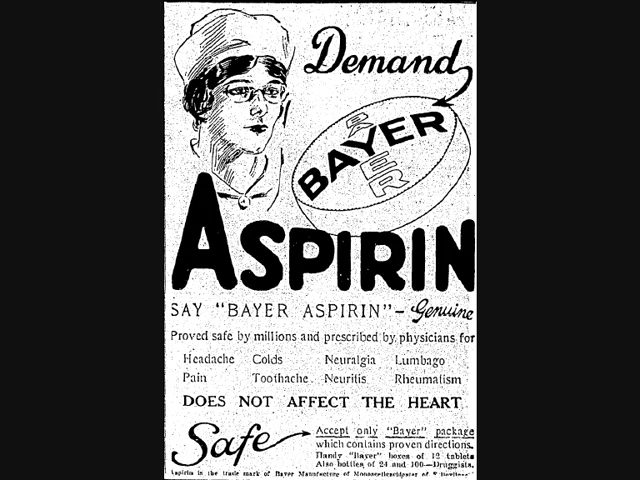 Demand
BAYER
BAYER
ASPIRIN
SAY "BAYER ASPIRIN" - Genuine
Proved safe by millions and prescribed by physicians for
Headache Colds Neuralgia Lumbago
Pain Toothache Neuritis Rheumatism
DOES NOT AFFECT THE HEART
Safe
Accept only "Bayer" package
which contains proven directions.
Handy "Bayer" boxes of 12 tablets
Also bottles of 24 and 100—Druggists.
Aspirin is the trade mark of Bayer Manufacture of Monoaceticacidester of